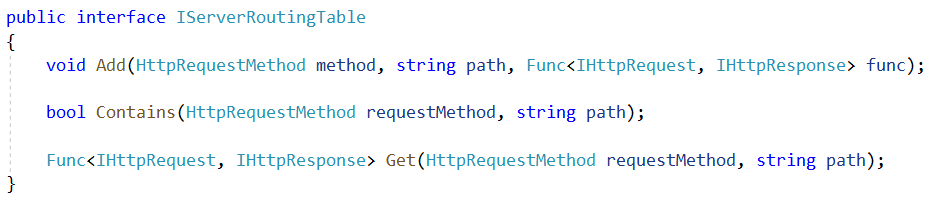 public interface IServerRoutingTable
{
    void Add(HttpRequestMethod method, string path, Func<IHttpRequest, IHttpResponse> func);
    bool Contains(HttpRequestMethod requestMethod, string path);
    Func<IHttpRequest, IHttpResponse> Get(HttpRequestMethod requestMethod, string path);
}